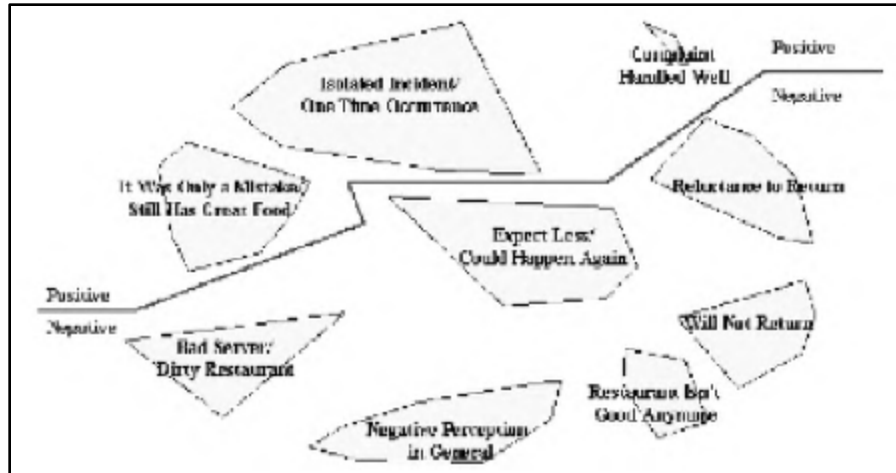 Positive
Complaint
Handled Well
Negative
Isolated Incident/
One Time Occurrence
It Was Only a Mistake/
Still Has Great Food
Reluctance to Return
Expect Less/
Could Happen Again
Positive
Negative
Bad Server/
Dirty Restaurant
Will Not Return
Restaurant Isn't
Good Anymore
Negative Perception
in General